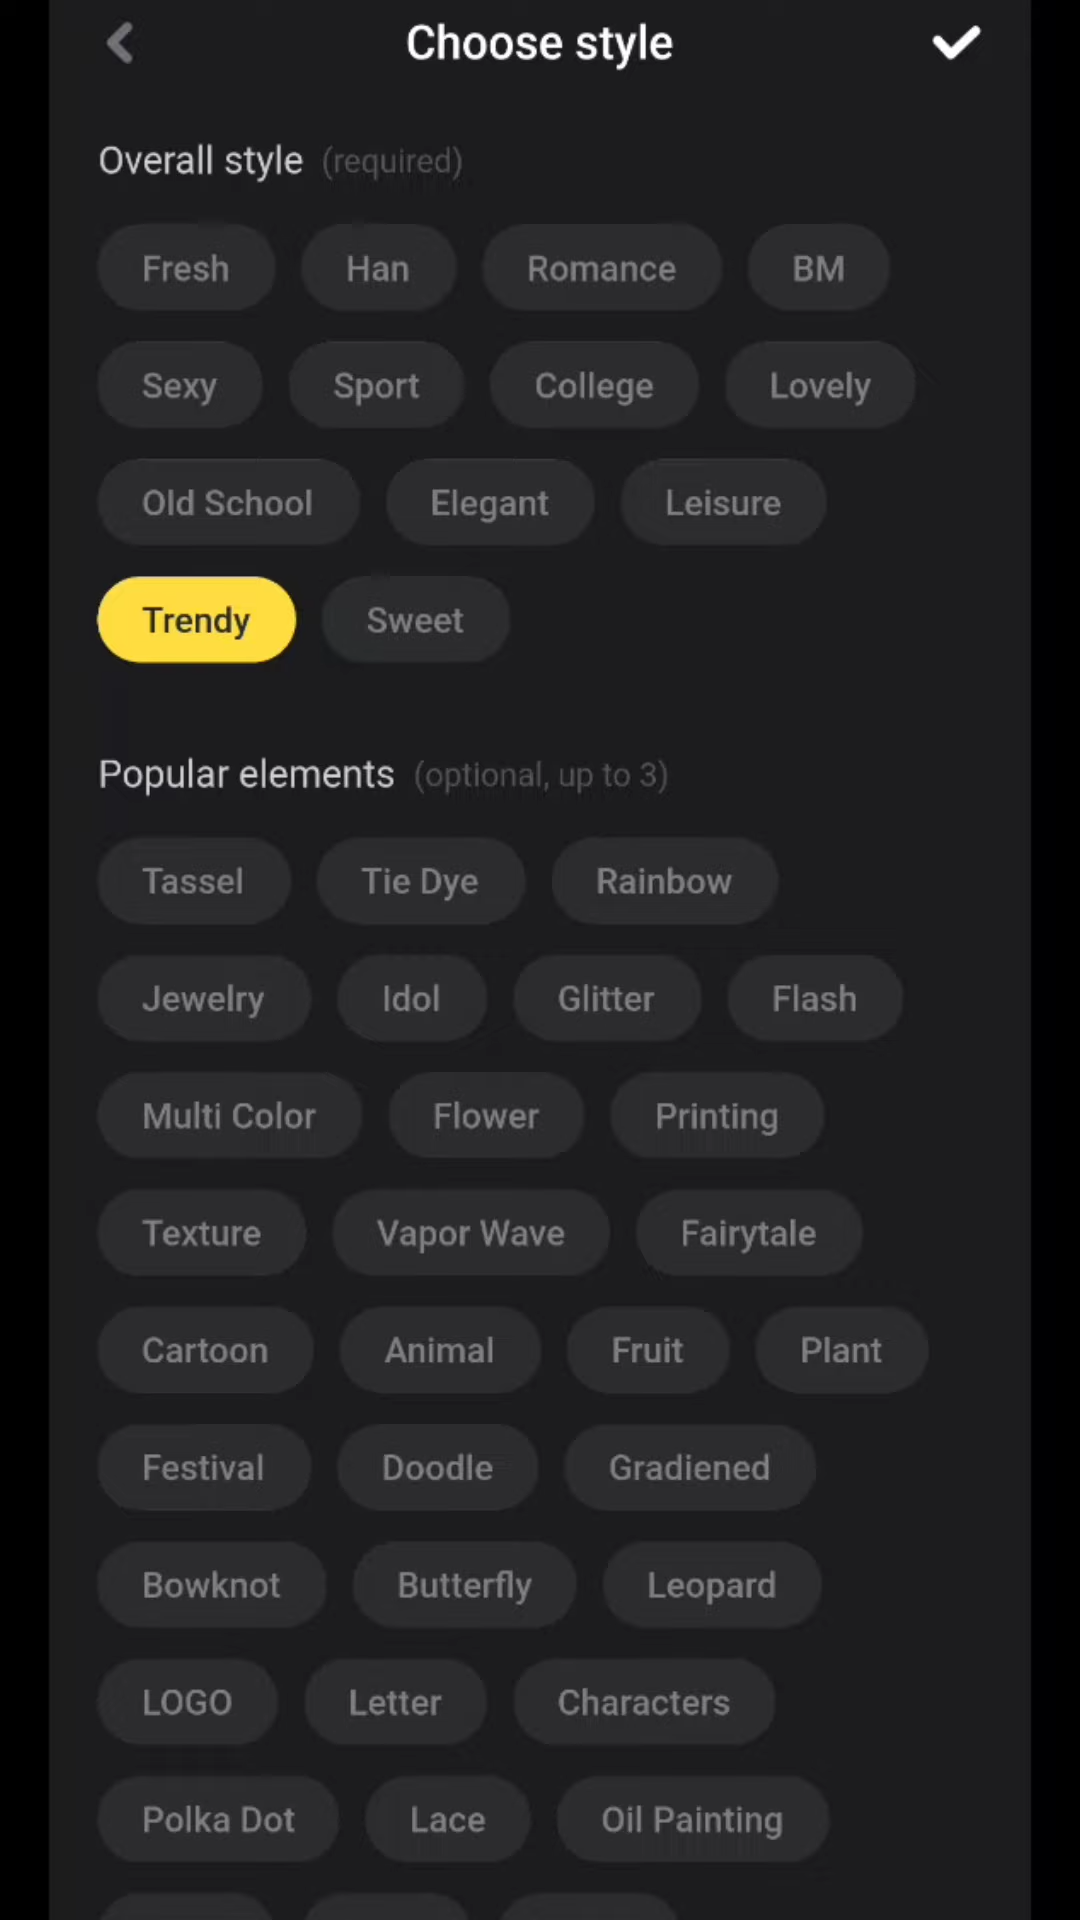 Choose style
Overall style (required)
Fresh Han Romance BM
Sexy Sport College Lovely
Old School Elegant Leisure
Trendy Sweet
Popular elements (optional, up to 3)
Tassel Tie Dye Rainbow
Jewelry Idol Glitter Flash
Multi Color Flower Printing
Texture Vapor Wave Fairytale
Cartoon Animal Fruit Plant
Festival Doodle Gradiened
Bowknot Butterfly Leopard
LOGO Letter Characters
Polka Dot Lace Oil Painting